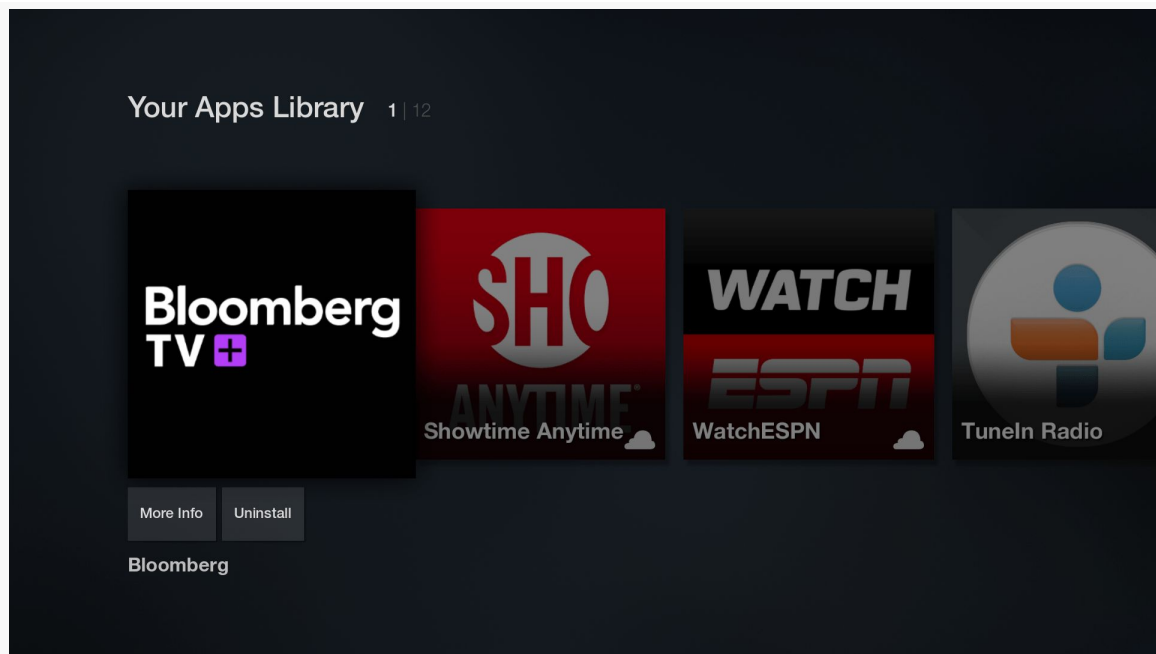 Your Apps Library 1 | 12
Bloomberg
TV+
SHO
ANYTIME
Showtime Anytime
WATCH
ESPN
WatchESPN
TuneIn Radio
More Info Uninstall
Bloomberg